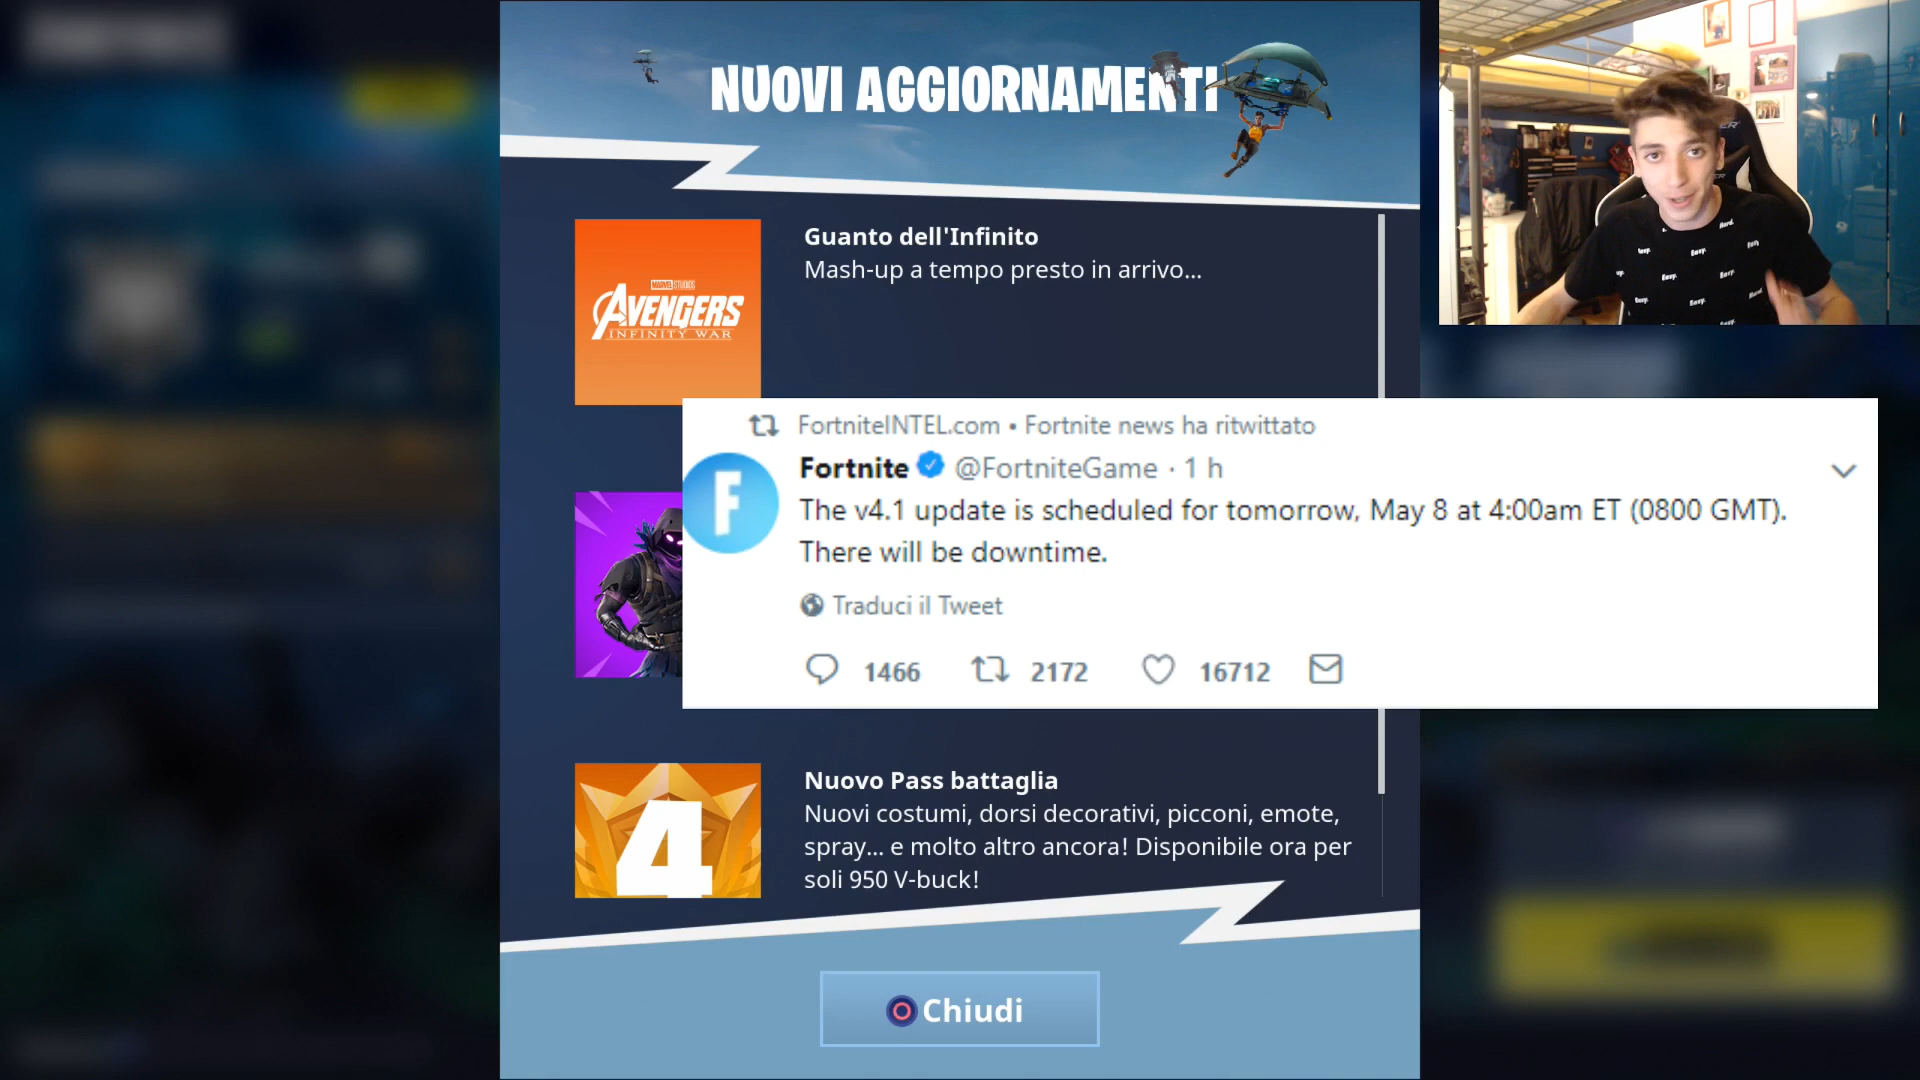 NUOVI AGGIORNAMENTI
Guanto dell'Infinito
Mash-up a tempo presto in arrivo...
MARVEL STUDIOS
AVENGERS
INFINITY WAR
FortniteINTEL.com • Fortnite news ha ritwittato
Fortnite @FortniteGame · 1 h
The v4.1 update is scheduled for tomorrow, May 8 at 4:00am ET (0800 GMT).
There will be downtime.
Traduci il Tweet
1466 2172 16712
F
4
Nuovo Pass battaglia
Nuovi costumi, dorsi decorativi, picconi, emote,
spray... e molto altro ancora! Disponibile ora per
soli 950 V-buck!
Chiudi